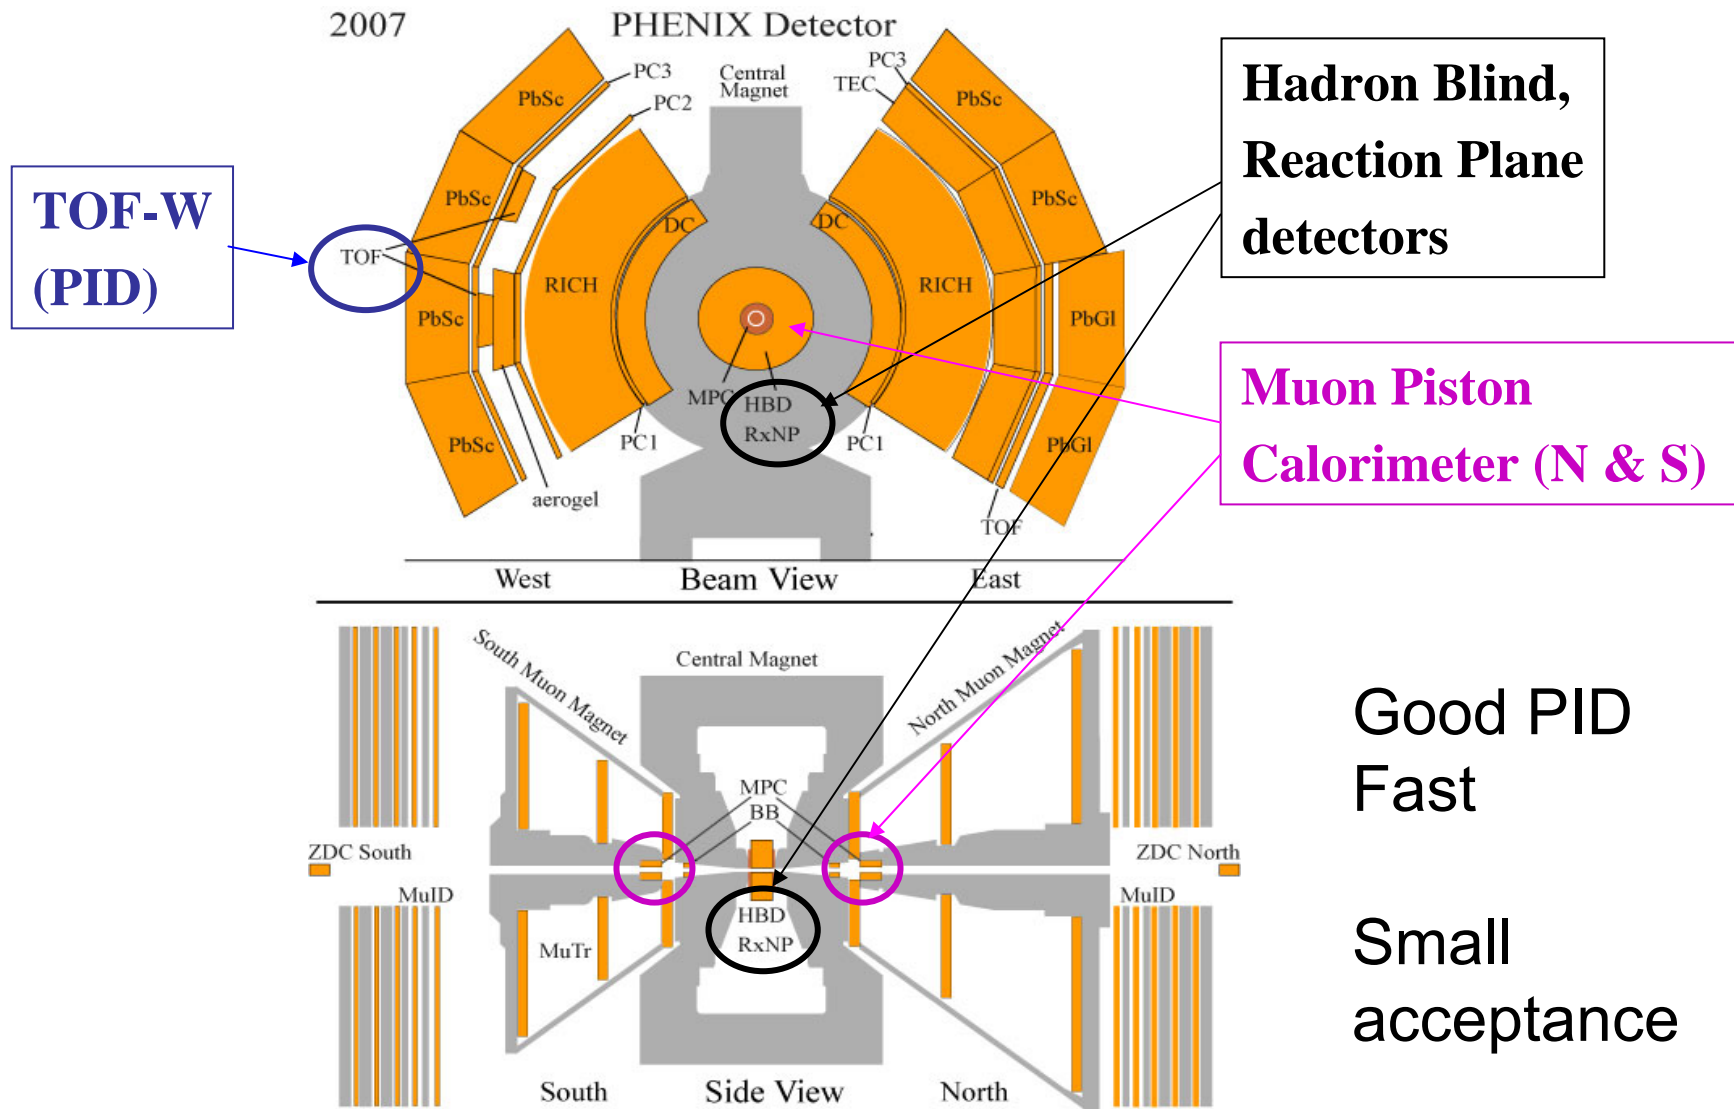 2007
PHENIX Detector
Central
Magnet
PC3
PC2
PbSc
PC3
TEC
PbSc
Hadron Blind,
Reaction Plane
detectors
TOF-W
(PID)
PbSc
TOF
DC
DC
PbSc
PbSc
RICH
RICH
PbGl
MPC
HBD
RxNP
PC1
PC1
PbSc
PbGl
aerogel
TOF
Muon Piston
Calorimeter (N & S)
West
Beam View
East
South Muon Magnet
Central Magnet
North Muon Magnet
MPC
BB
ZDC South
ZDC North
MuID
MuID
HBD
RxNP
MuTr
South
Side View
North
Good PID
Fast
Small
acceptance